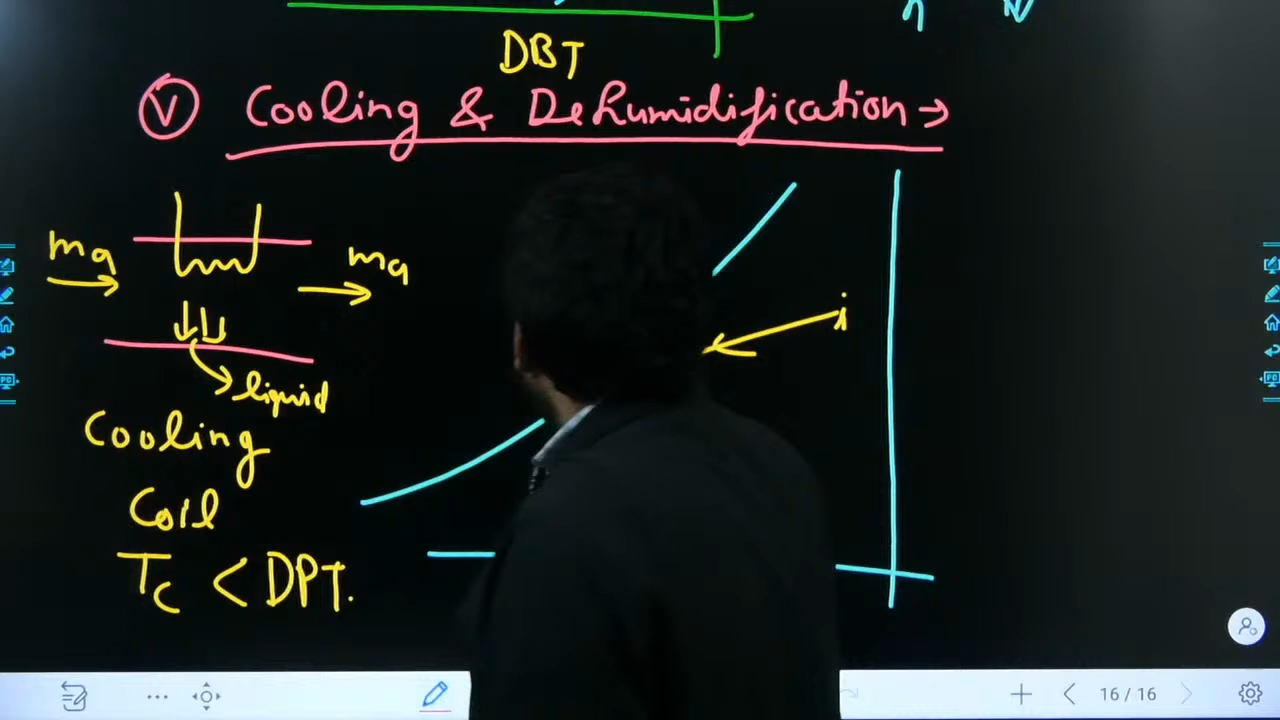 DBT
V Cooling & Dehumidification →
ma
ma
i
liquid
Cooling
Coil
Tc < DPT.
16 / 16